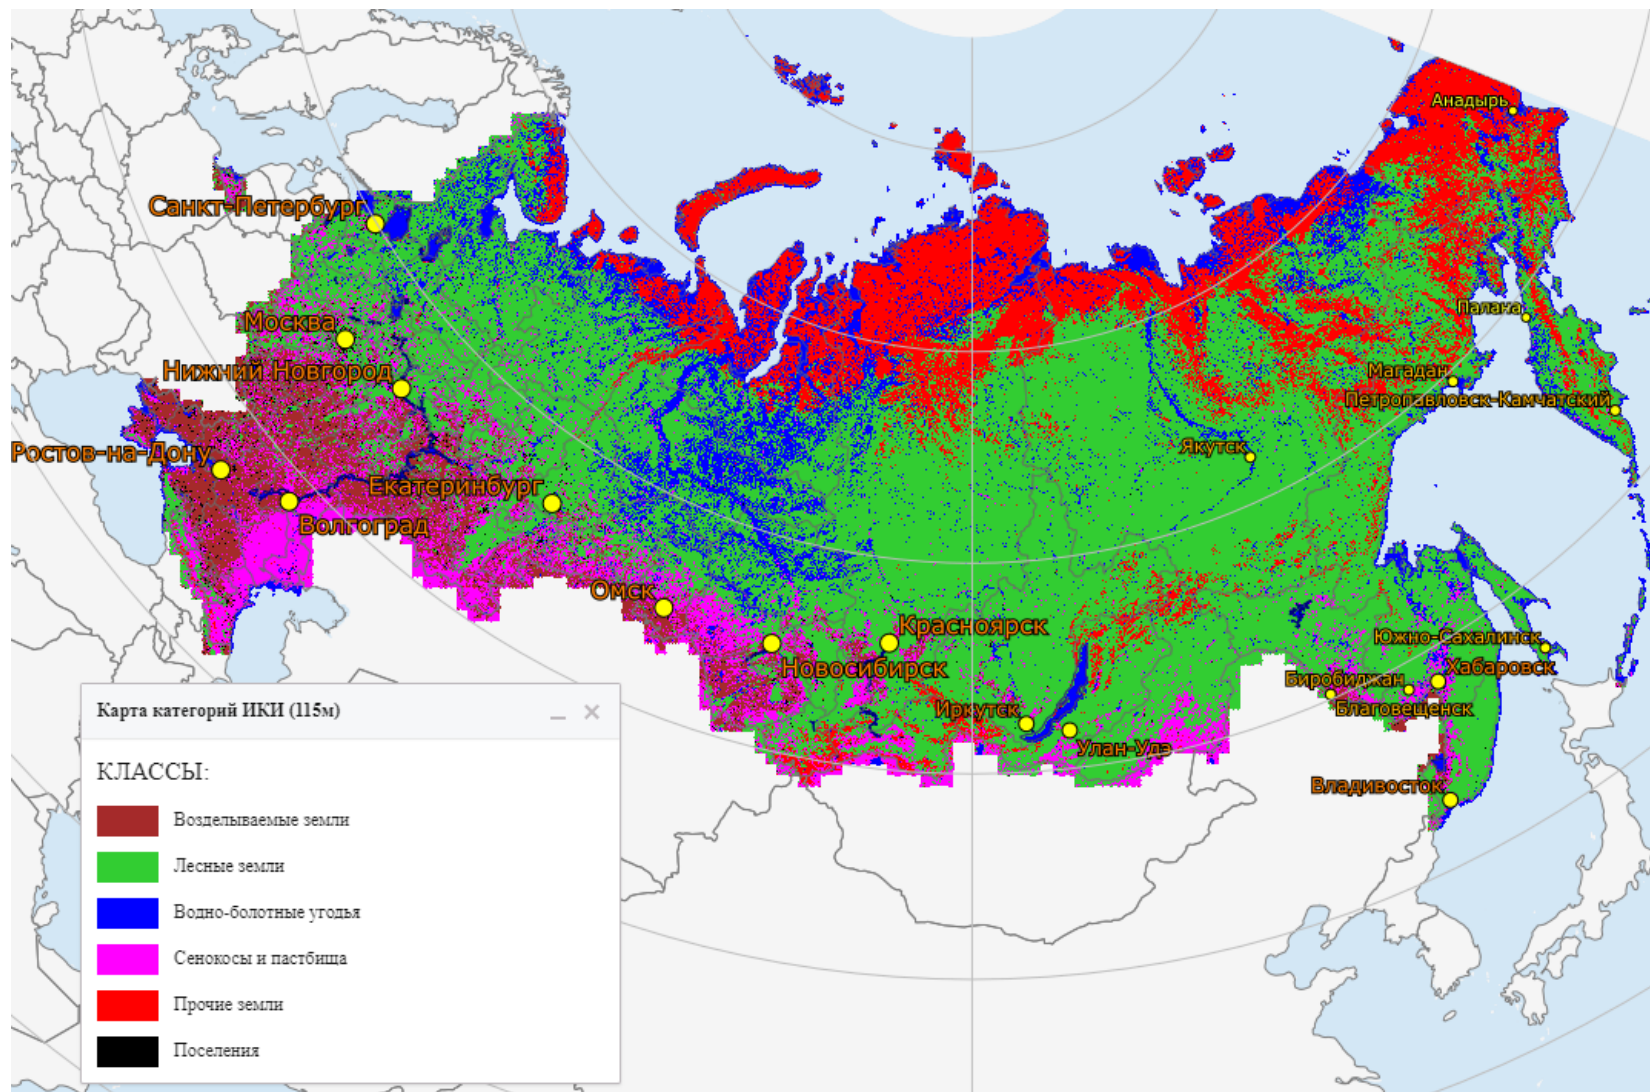 Анадырь
Санкт-Петербург
Палана
Москва
Магадан
Нижний Новгород
Петропавловск-Камчатский
Якутск
Ростов-на-Дону
Екатеринбург
Волгоград
Омск
Красноярск
Южно-Сахалинск
Новосибирск
Хабаровск
Биробиджан
Благовещенск
Иркутск
Улан-Удэ
Владивосток
Карта категорий ИКИ (115м)
КЛАССЫ:
Возделываемые земли
Лесные земли
Водно-болотные угодья
Сенокосы и пастбища
Прочие земли
Поселения